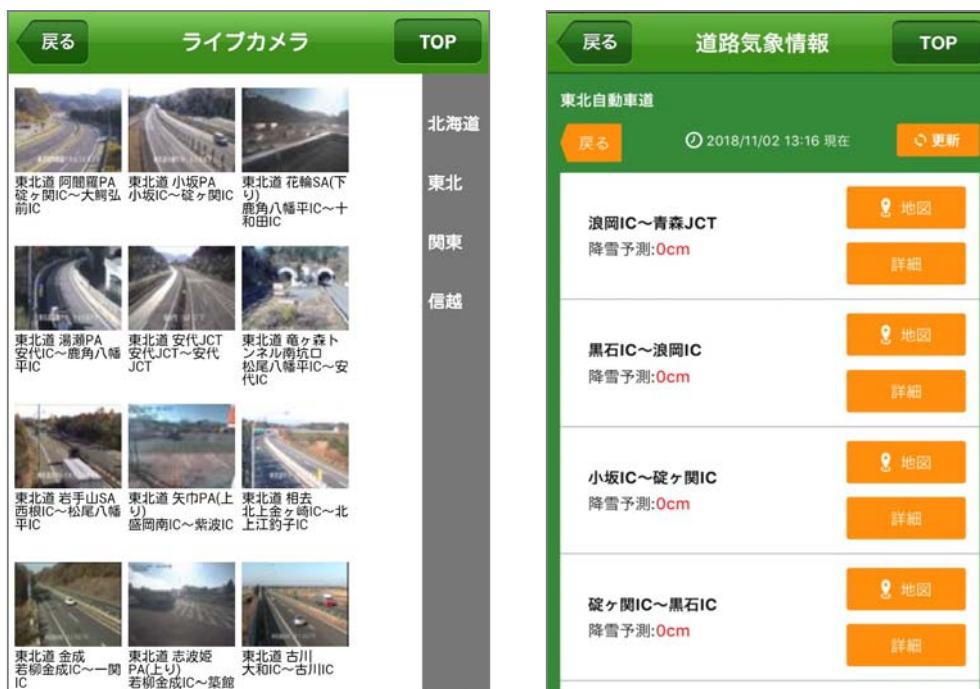 戻る
ライブカメラ
TOP
東北道 阿闍羅PA
碇ヶ関IC～大鰐弘
前IC
東北道 小坂PA
小坂IC～碇ヶ関IC
東北道 花輪SA(下
り)
鹿角八幡平IC～十
和田IC
東北道 湯瀬PA
安代IC～鹿角八幡
平IC
東北道 安代JCT
安代JCT～安代
JCT
東北道 竜ヶ森ト
ンネル南坑口
松尾八幡平IC～安
代IC
東北道 岩手山SA
西根IC～松尾八幡
平IC
東北道 矢巾PA(上
り)
盛岡南IC～紫波IC
東北道 相去
北上金ヶ崎IC～北
上江釣子IC
東北道 金成
若柳金成IC～一関
IC
東北道 志波姫
PA(上り)
若柳金成IC～築館
東北道 古川
大和IC～古川IC
北海道
東北
関東
信越
戻る
道路気象情報
TOP
東北自動車道
戻る
2018/11/02 13:16 現在
更新
浪岡IC～青森JCT
降雪予測:0cm
地図
詳細
黒石IC～浪岡IC
降雪予測:0cm
地図
詳細
小坂IC～碇ヶ関IC
降雪予測:0cm
地図
詳細
碇ヶ関IC～黒石IC
降雪予測:0cm
地図
詳細